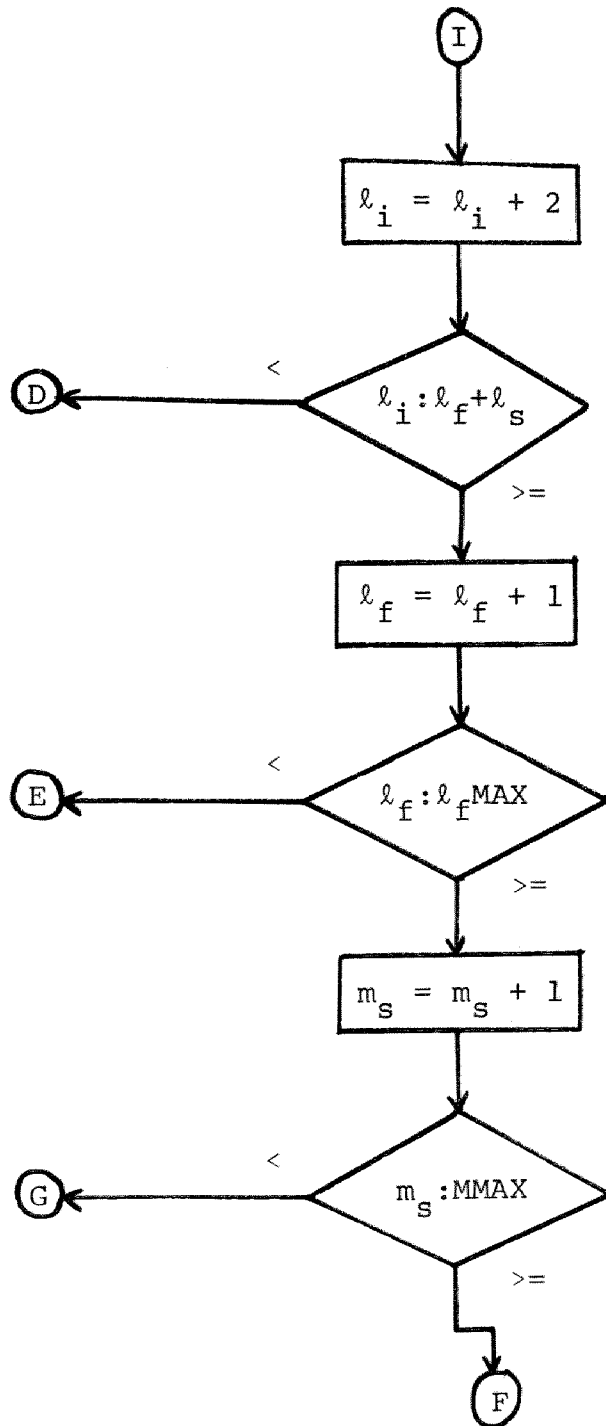 I
ℓi = ℓi + 2
<
D
ℓi:ℓf+ℓs
>=
ℓf = ℓf + 1
<
E
ℓf:ℓfMAX
>=
ms = ms + 1
<
G
ms:MMAX
>=
F